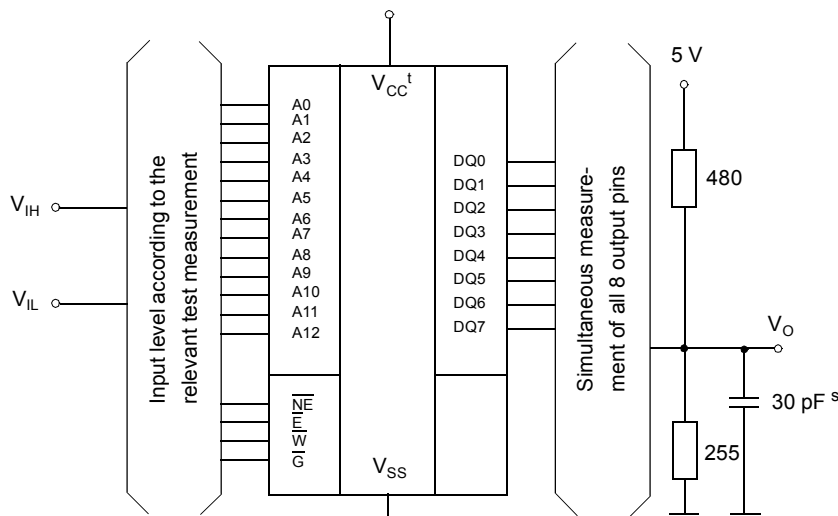 5 V
V_CC^t
A0
A1
A2
A3
A4
A5
A6
A7
A8
A9
A10
A11
A12
NE
E
W
G
V_SS
DQ0
DQ1
DQ2
DQ3
DQ4
DQ5
DQ6
DQ7
V_IH
V_IL
Input level according to the
relevant test measurement
Simultaneous measure-
ment of all 8 output pins
480
V_O
30 pF ^s
255